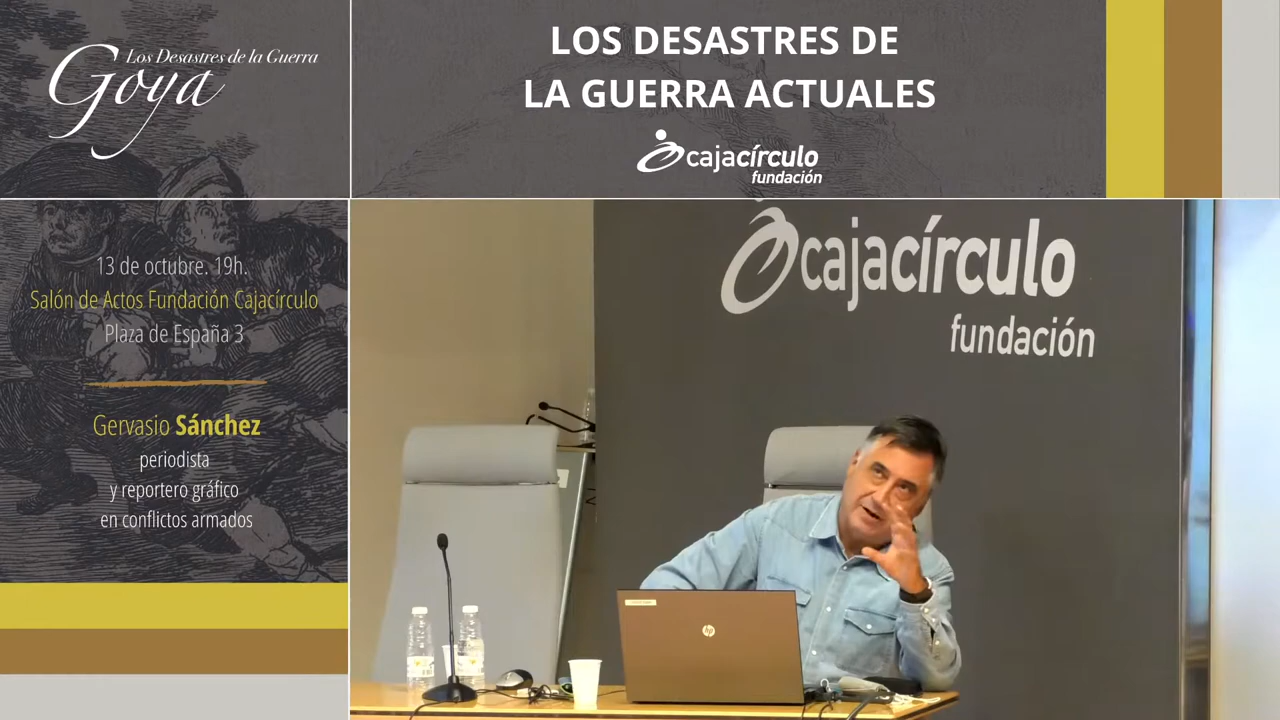 Los Desastres de la Guerra
Goya
LOS DESASTRES DE
LA GUERRA ACTUALES
cajacírculo
fundación
13 de octubre. 19h.
Salón de Actos Fundación Cajacírculo
Plaza de España 3
Gervasio Sánchez
periodista
y reportero gráfico
en conflictos armados
cajacírculo
fundación
hp